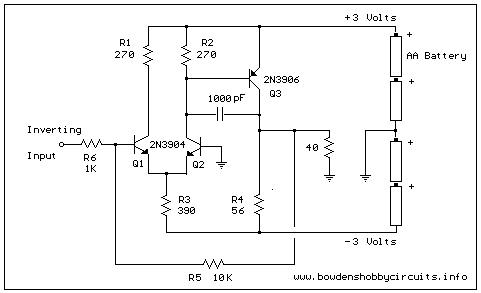 +3 Volts
R1
270
R2
270
+
AA Battery
2N3906
Q3
1000pF
+
Inverting
Input
2N3904
R6
1K
Q1
Q2
40
+
R3
390
R4
56
+
-3 Volts
R5 10K
www.bowdenshobbycircuits.info